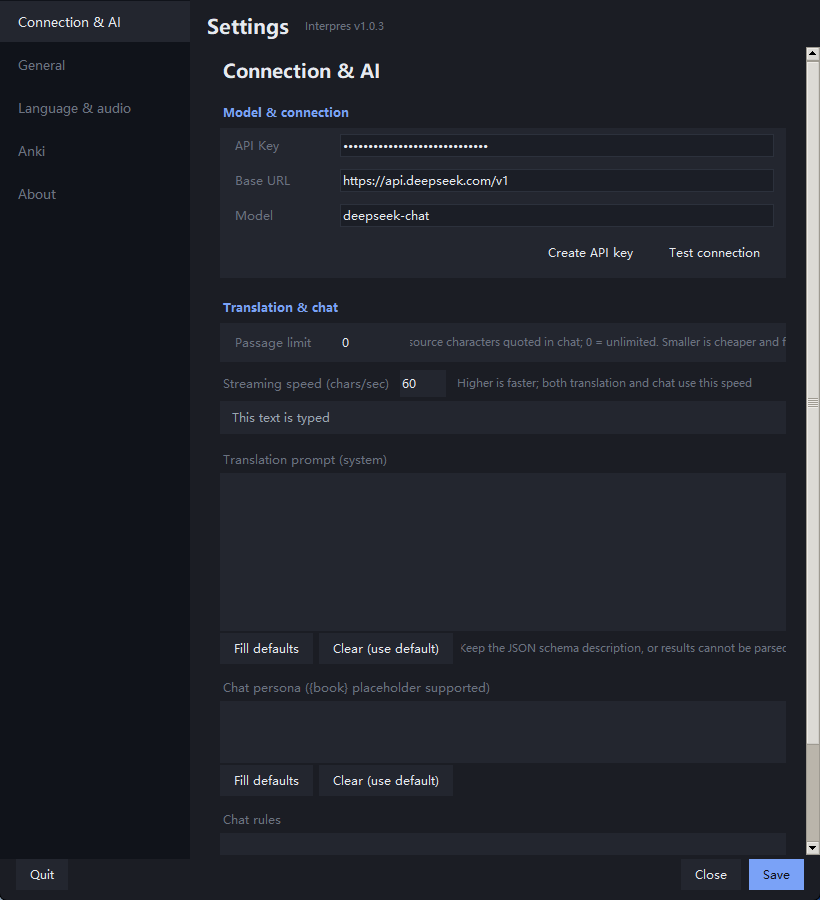 Connection & AI
General
Language & audio
Anki
About
Settings Interpres v1.0.3
Connection & AI
Model & connection
API Key •••••••••••••••••••••••••••••
Base URL https://api.deepseek.com/v1
Model deepseek-chat
Create API key Test connection
Translation & chat
Passage limit 0 source characters quoted in chat; 0 = unlimited. Smaller is cheaper and f
Streaming speed (chars/sec) 60 Higher is faster; both translation and chat use this speed
This text is typed
Translation prompt (system)
Fill defaults Clear (use default) Keep the JSON schema description, or results cannot be parsed
Chat persona ({book} placeholder supported)
Fill defaults Clear (use default)
Chat rules
Quit Close Save